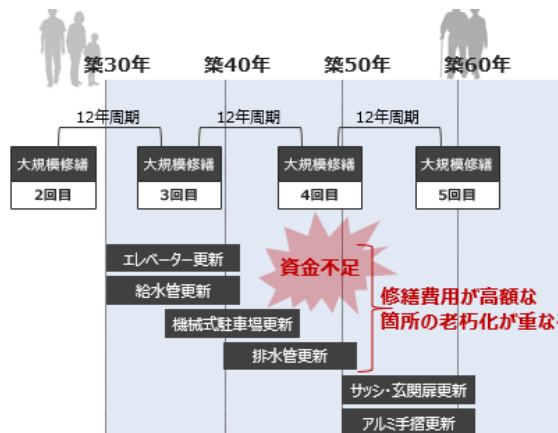 築30年 築40年 築50年 築60年
12年周期 12年周期 12年周期
大規模修繕 大規模修繕 大規模修繕 大規模修繕
2回目 3回目 4回目 5回目
エレベーター更新
資金不足
給水管更新
機械式駐車場更新
排水管更新
修繕費用が高額な
箇所の老朽化が重な
サッシ・玄関扉更新
アルミ手摺更新